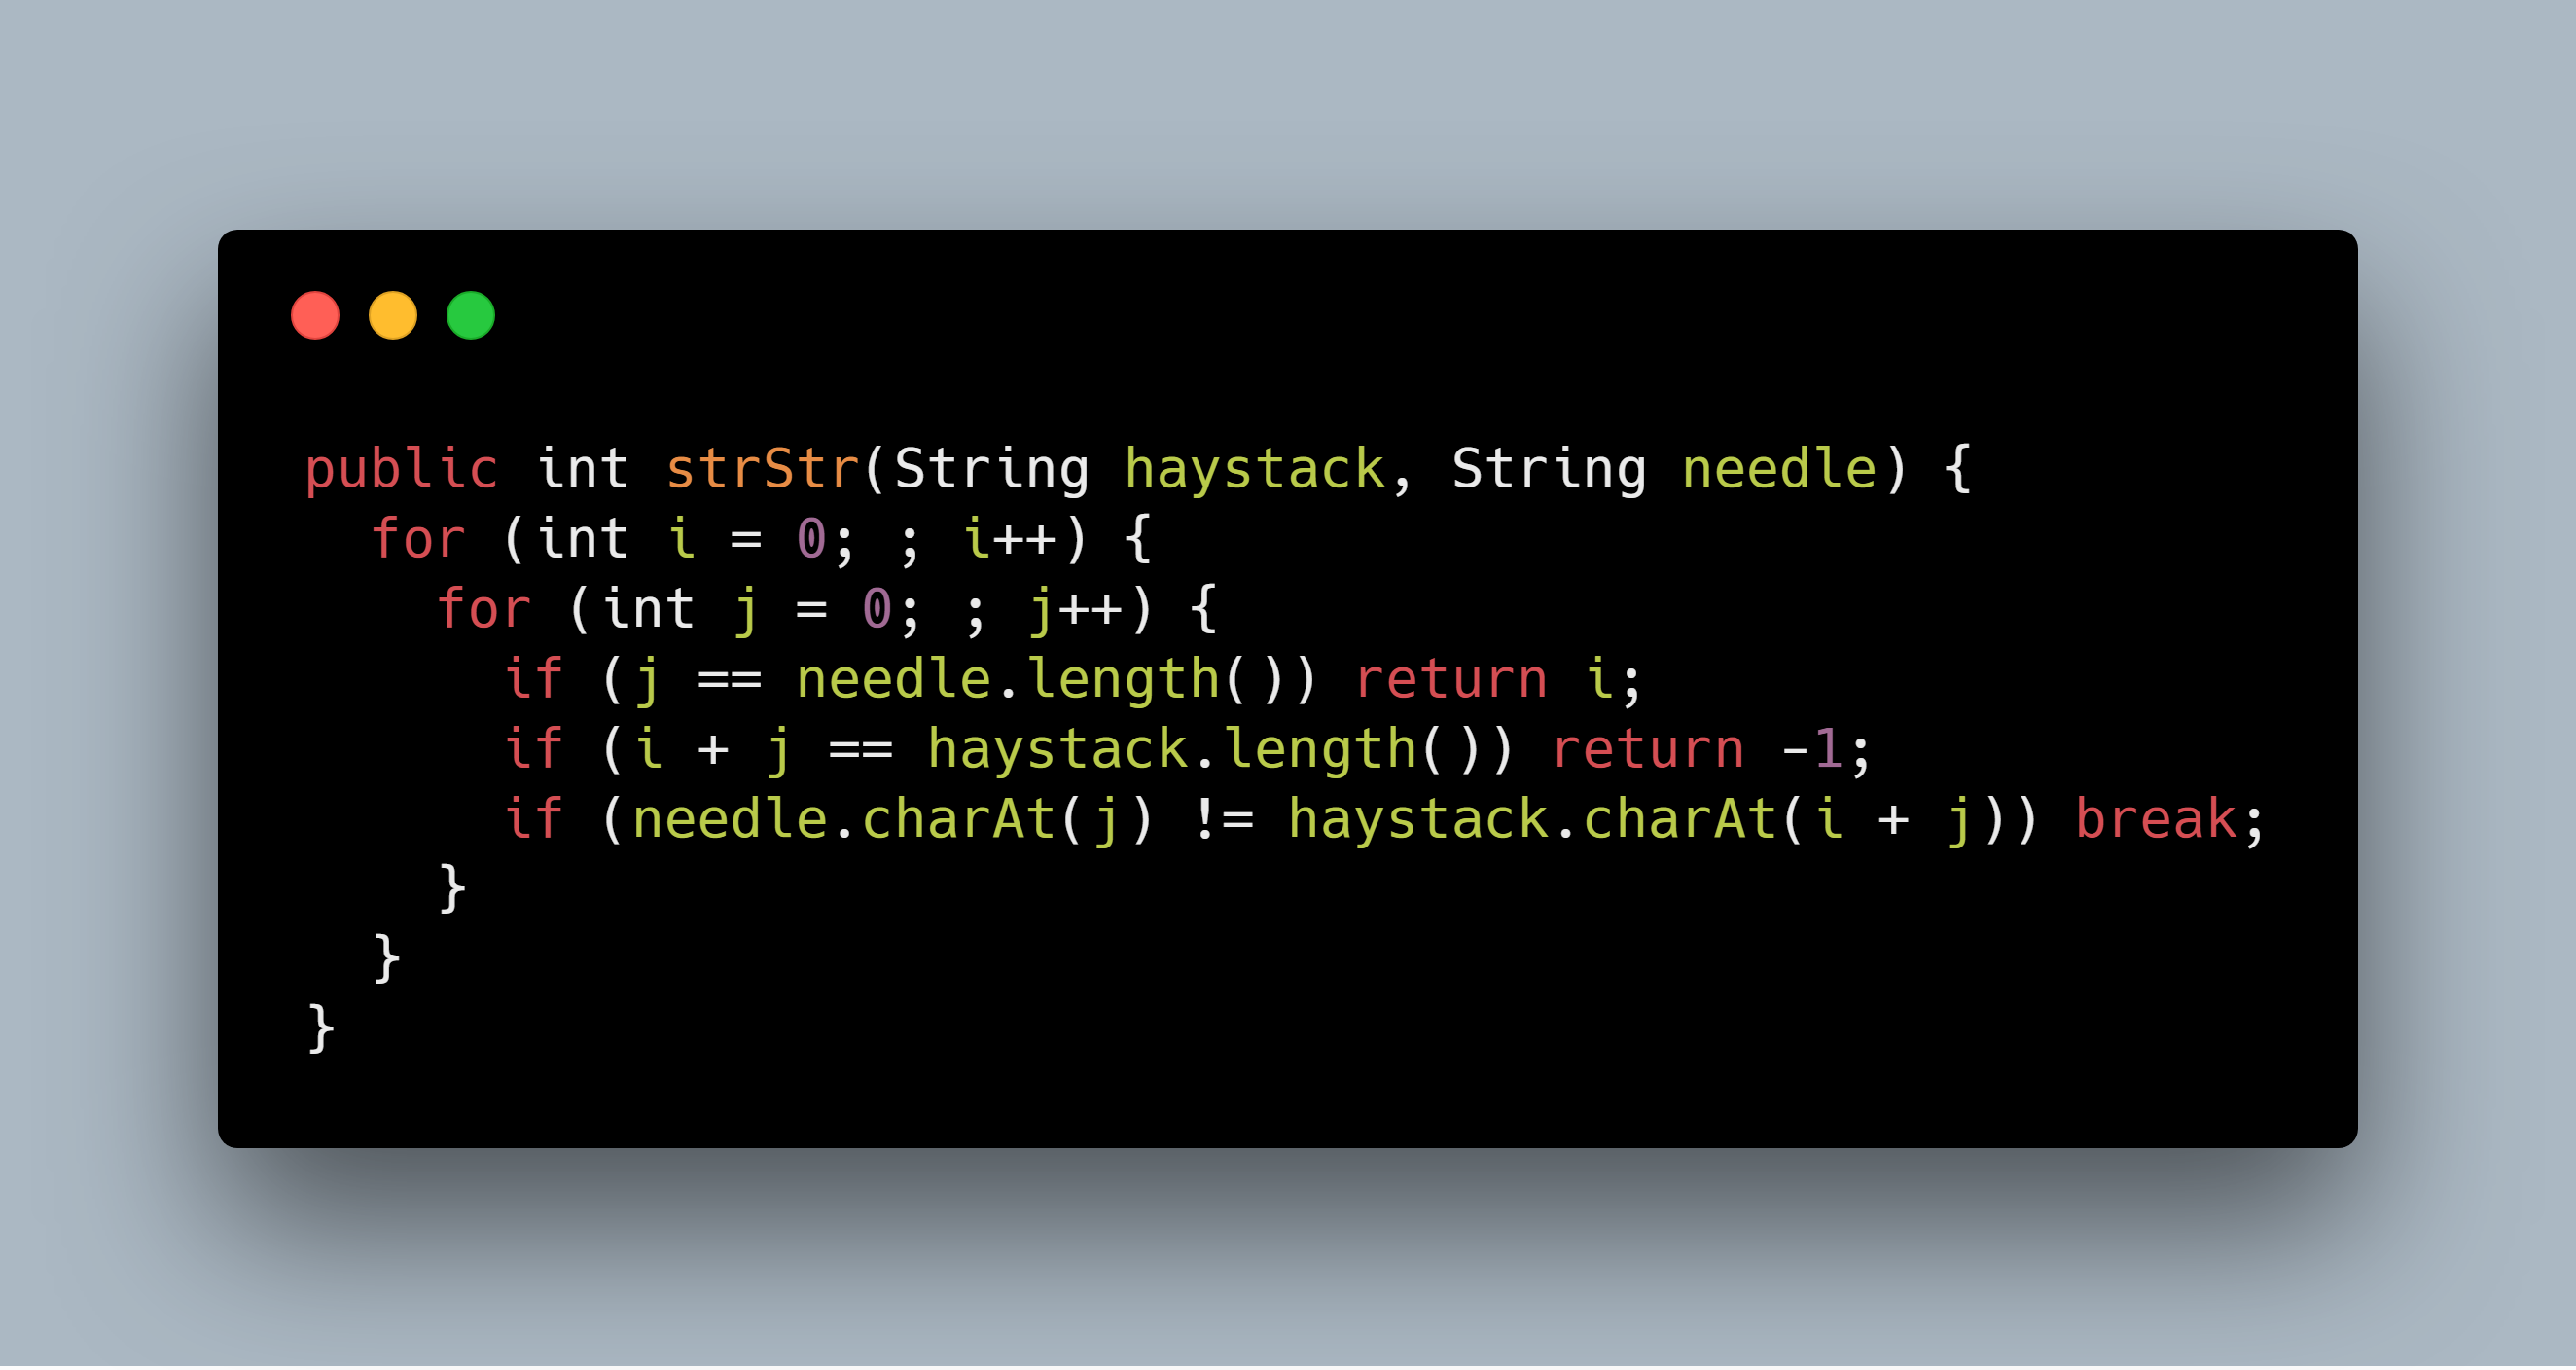 public int strStr(String haystack, String needle) {
  for (int i = 0; ; i++) {
    for (int j = 0; ; j++) {
      if (j == needle.length()) return i;
      if (i + j == haystack.length()) return -1;
      if (needle.charAt(j) != haystack.charAt(i + j)) break;
    }
  }
}